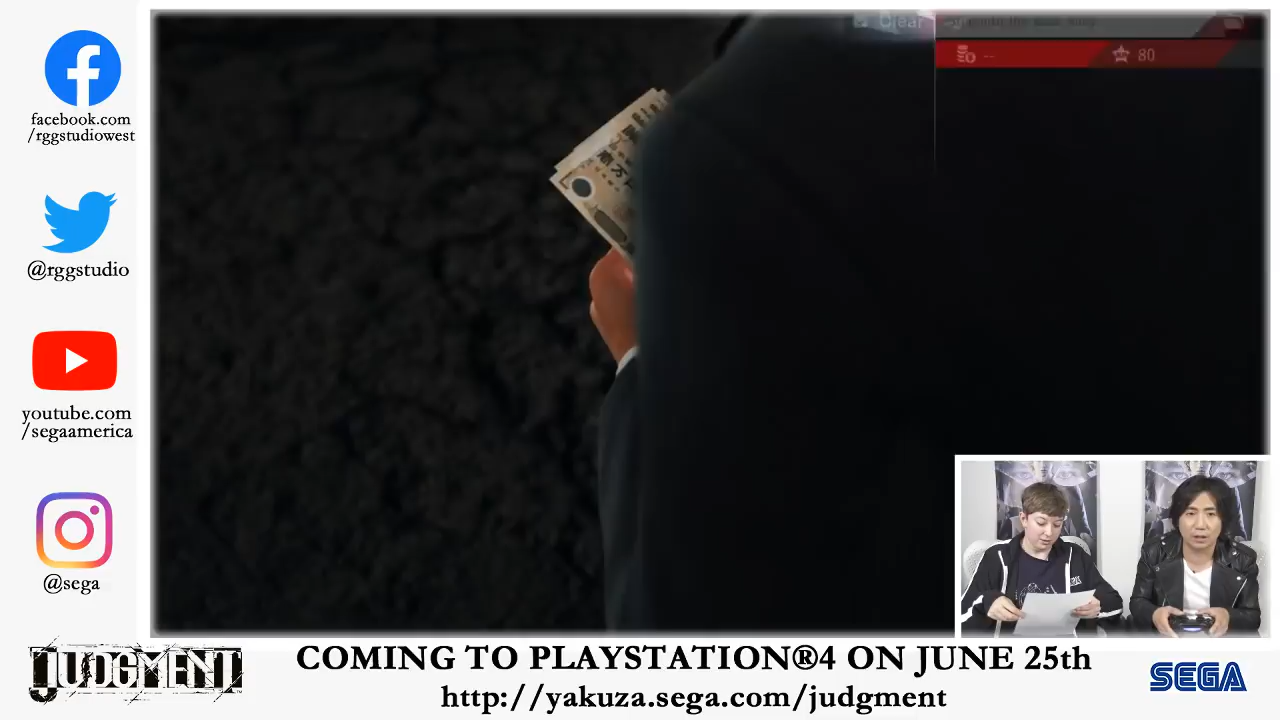 facebook.com
/rggstudiowest
@rggstudio
youtube.com
/segaamerica
@sega
Clear
--
80
JUDGMENT
COMING TO PLAYSTATION®4 ON JUNE 25th
http://yakuza.sega.com/judgment
SEGA